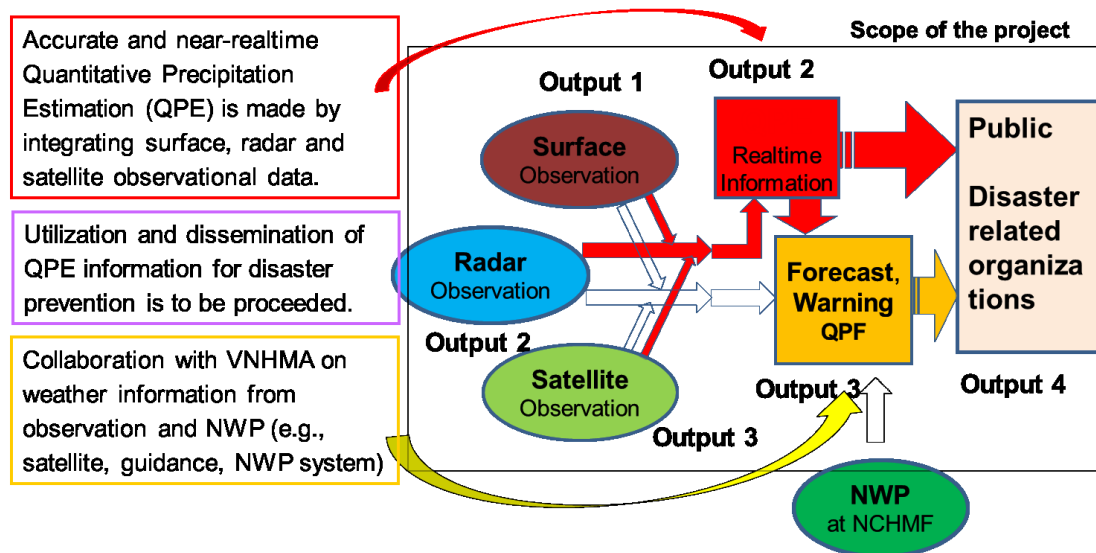 Accurate and near-realtime
Quantitative Precipitation
Estimation (QPE) is made by
integrating surface, radar and
satellite observational data.
Utilization and dissemination of
QPE information for disaster
prevention is to be proceeded.
Collaboration with VNHMA on
weather information from
observation and NWP (e.g.,
satellite, guidance, NWP system)
Scope of the project
Output 1
Surface
Observation
Output 2
Realtime
Information
Radar
Observation
Output 2
Satellite
Observation
Output 3
Forecast,
Warning
QPF
Output 3
Public
Disaster
related
organiza
tions
Output 4
NWP
at NCHMF